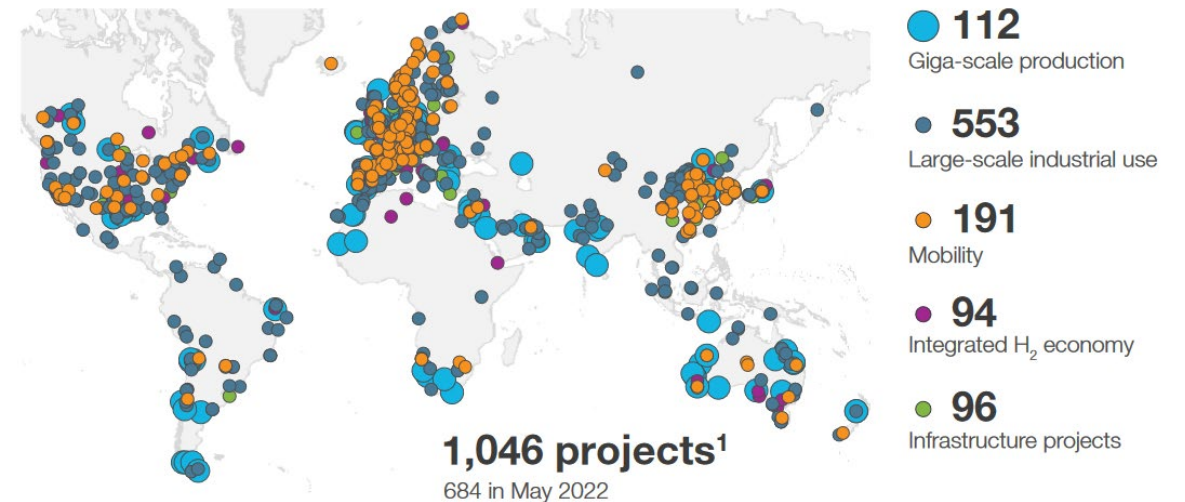 112
Giga-scale production
553
Large-scale industrial use
191
Mobility
94
Integrated H₂ economy
96
Infrastructure projects
1,046 projects¹
684 in May 2022